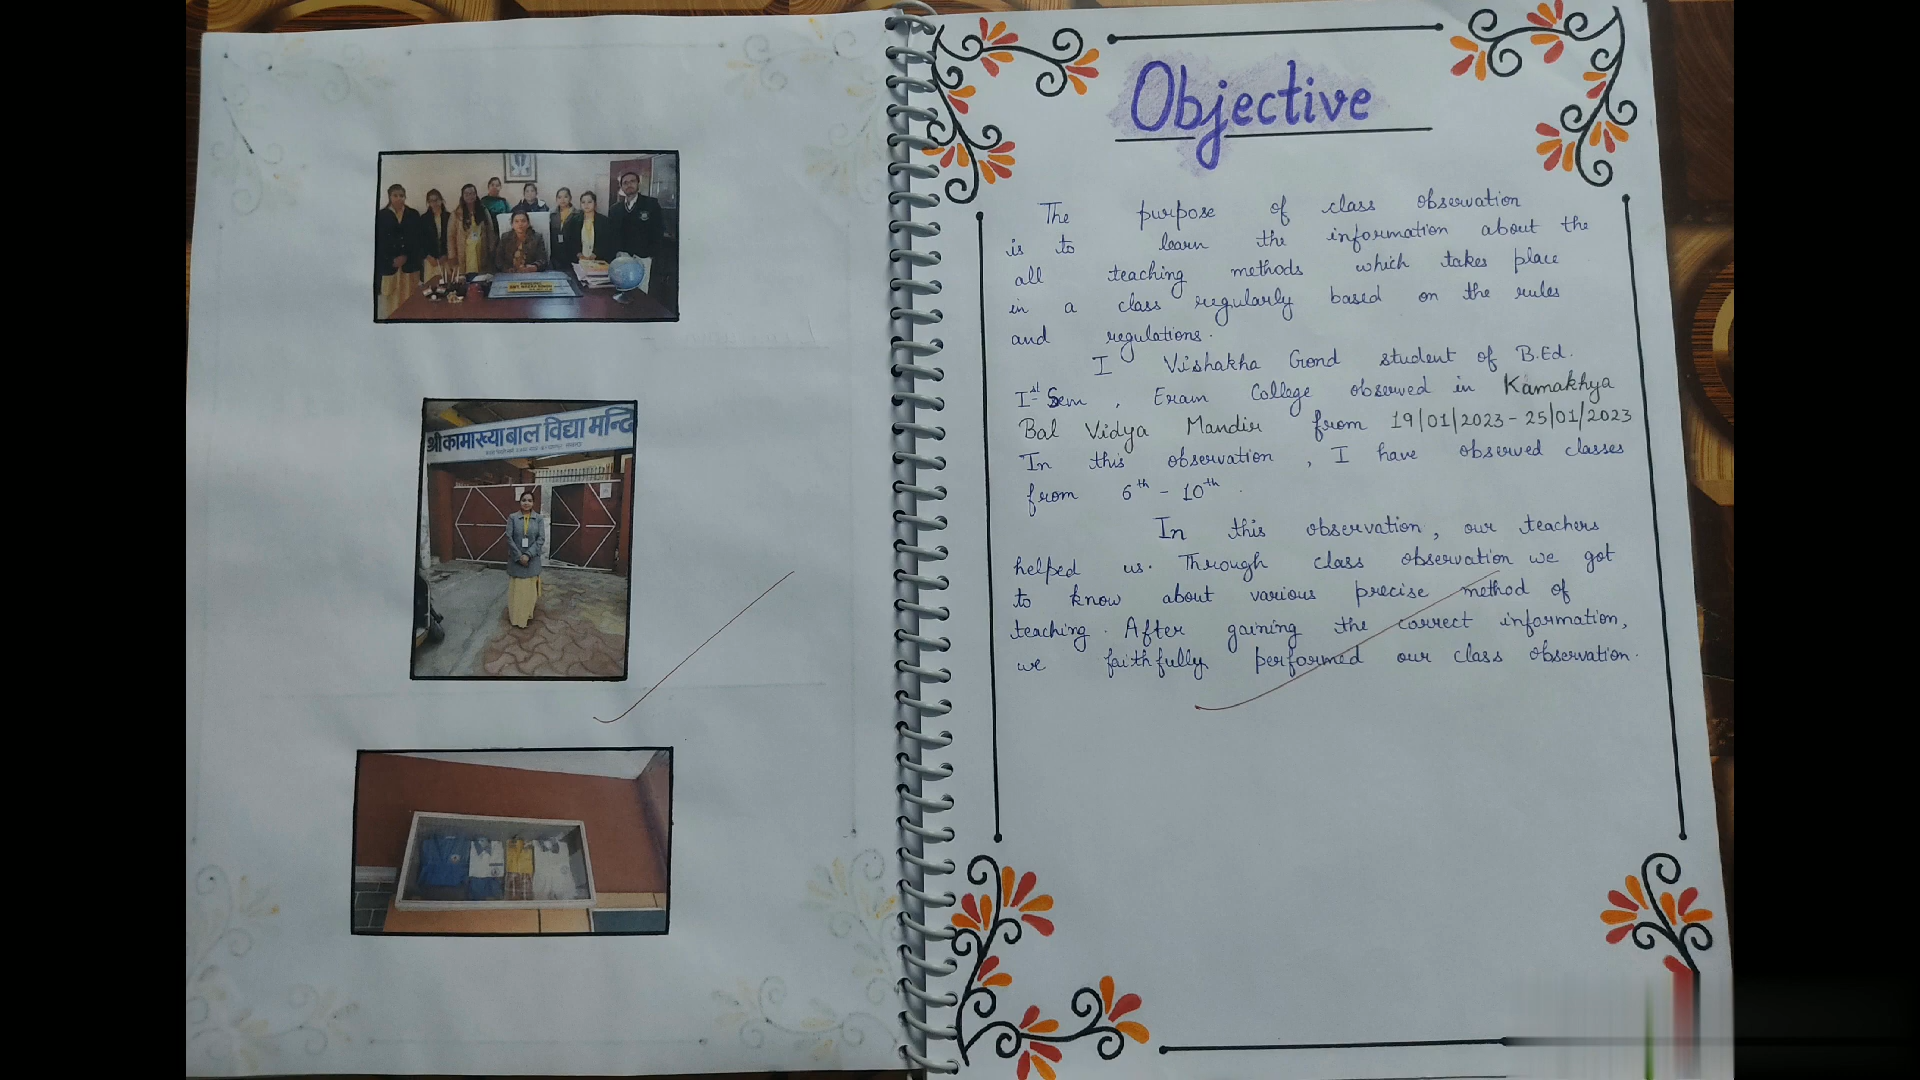 श्री कामाख्या बाल विद्या मन्दि
Objective
The purpose of class observation
is to learn the information about the
all teaching methods which takes place
in a class regularly based on the rules
and regulations.
I Vishakha Gond student of B.Ed.
Ist Sem , Eram College observed in Kamakhya
Bal Vidya Mandir from 19/01/2023-25/01/2023
In this observation , I have observed classes
from 6th - 10th .
In this observation, our teachers
helped us. Through class observation we got
to know about various precise method of
teaching. After gaining the correct information,
we faithfully performed our class observation.